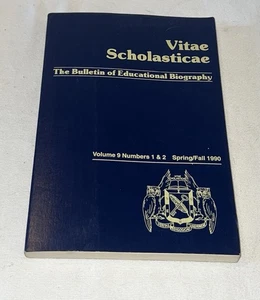 Vitae
Scholasticae
The Bulletin of Educational Biography
Volume 9 Numbers 1 & 2 Spring/Fall 1990